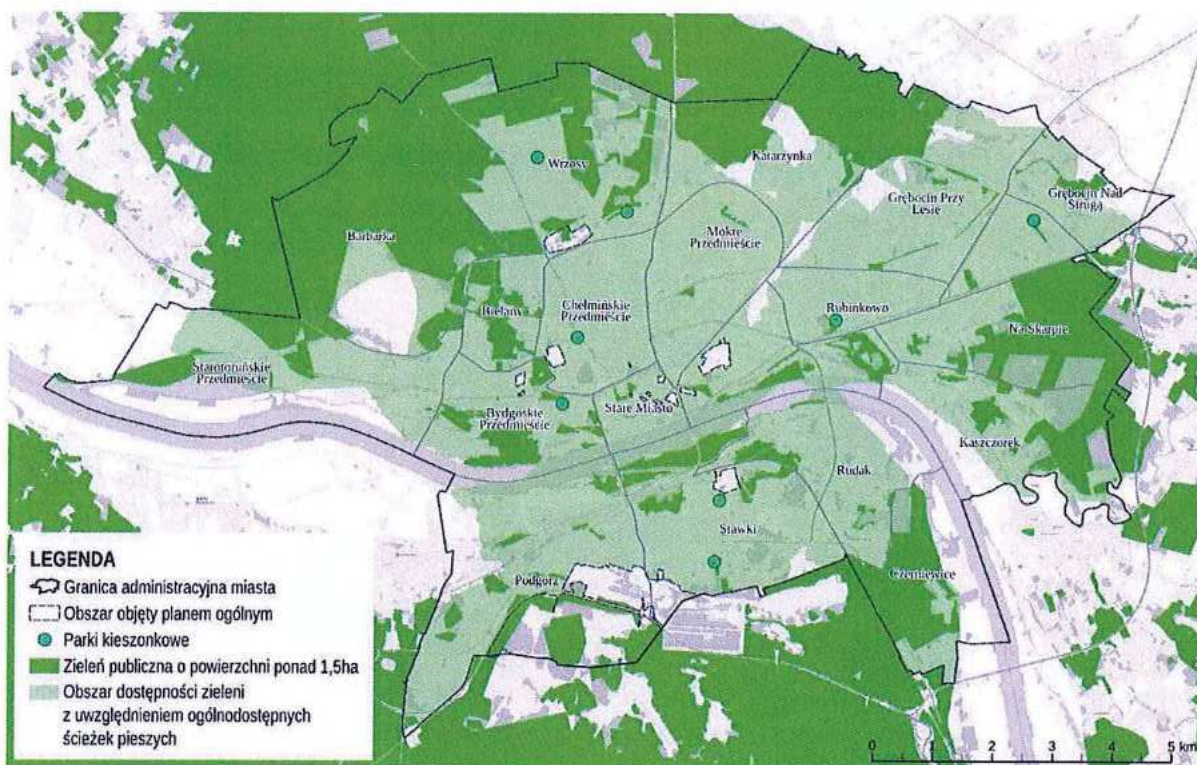 Wrzosy
Katarzynka
Grębocin Przy
Lesie
Grębocin Nad
Strugą
Barbarka
Mokre
Przedmieście
Bielany
Chełmińskie
Przedmieście
Rubinkowo
Na Skarpie
Starotoruńskie
Przedmieście
Bydgoskie
Przedmieście
Stare Miasto
Kaszczorek
Rudak
Stawki
Podgórz
Czerniewice
LEGENDA
Granica administracyjna miasta
Obszar objęty planem ogólnym
Parki kieszonkowe
Zieleń publiczna o powierzchni ponad 1,5ha
Obszar dostępności zieleni
z uwzględnieniem ogólnodostępnych
ścieżek pieszych
0 1 2 3 4 5 km